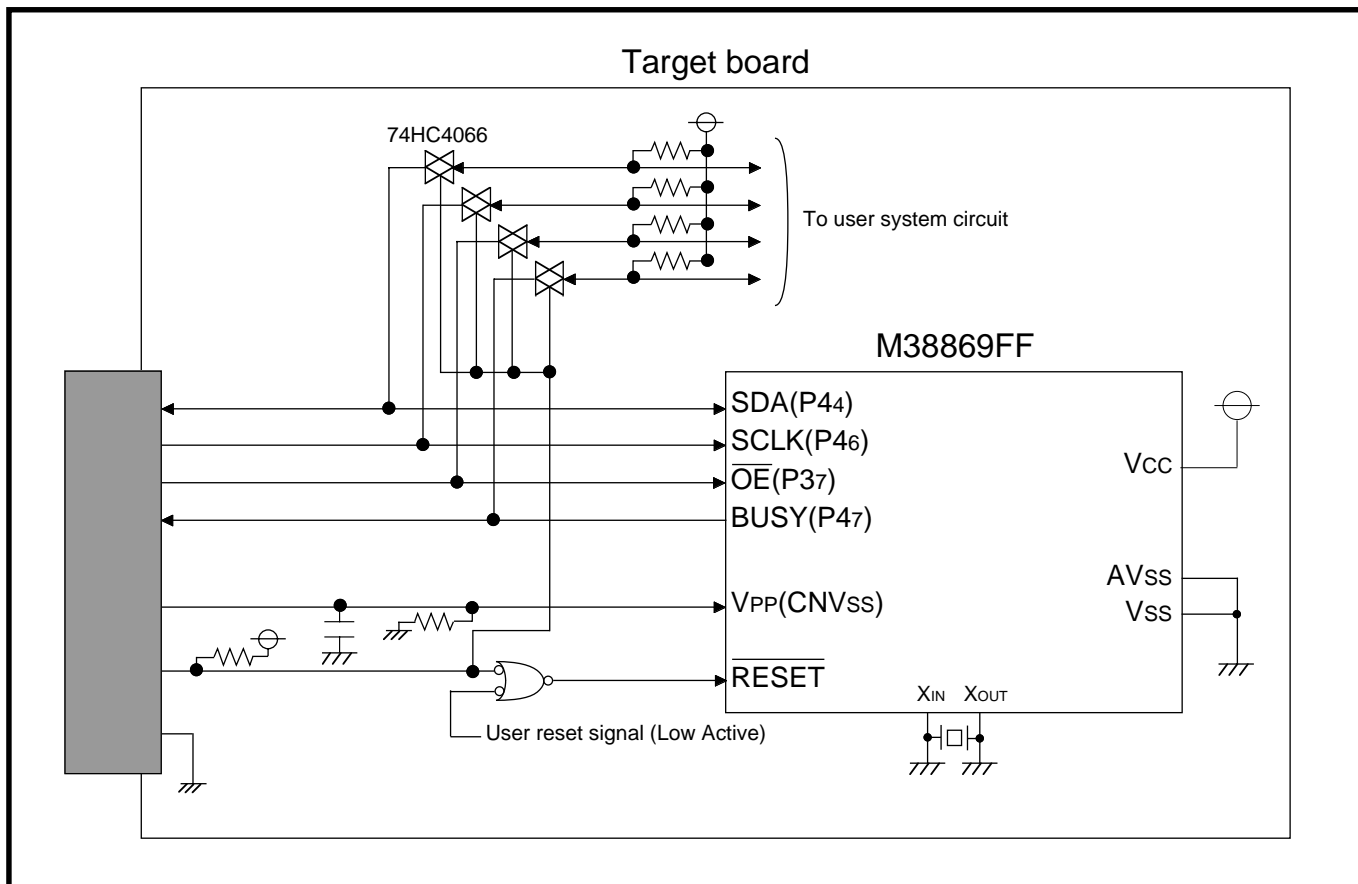 Target board
74HC4066
To user system circuit
M38869FF
SDA(P44)
SCLK(P46)
OE(P37)
BUSY(P47)
VPP(CNVSS)
RESET
VCC
AVSS
VSS
XIN XOUT
User reset signal (Low Active)